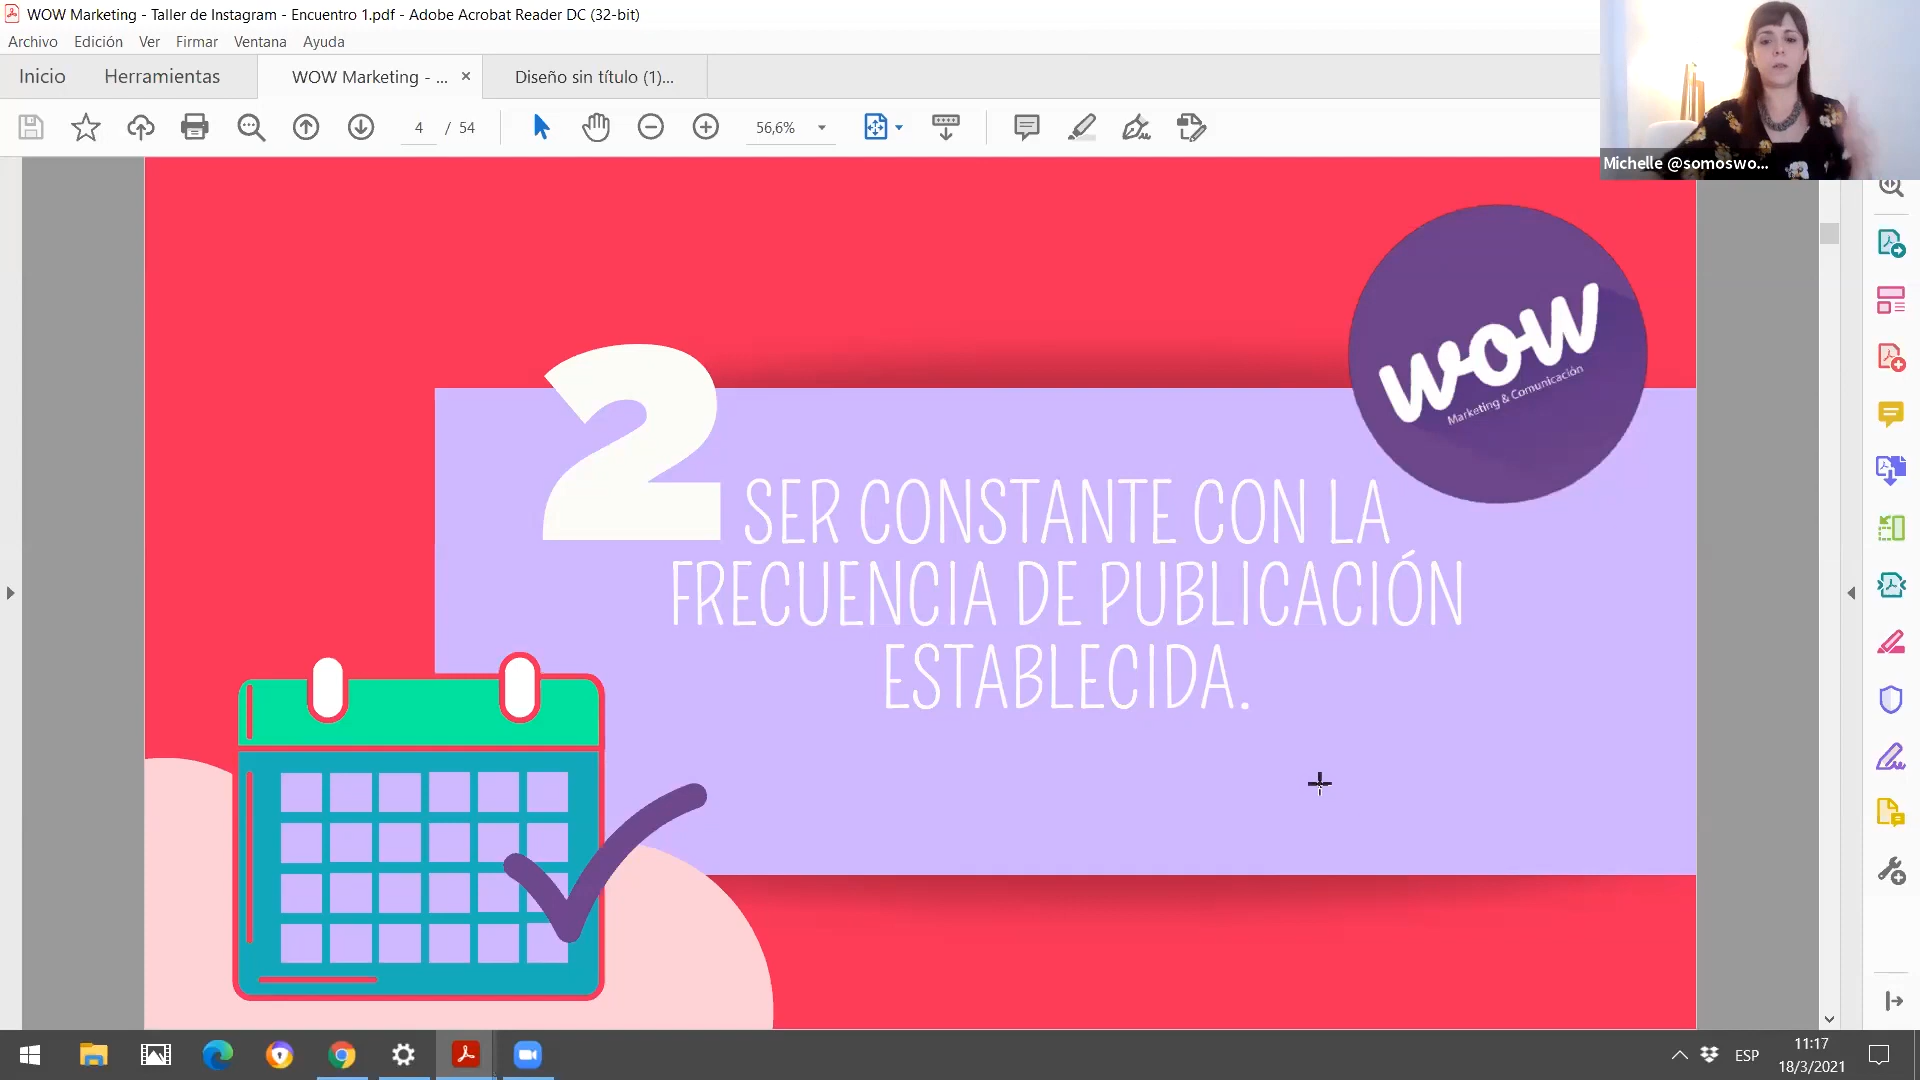 WOW Marketing - Taller de Instagram - Encuentro 1.pdf - Adobe Acrobat Reader DC (32-bit)
Archivo Edición Ver Firmar Ventana Ayuda
Inicio Herramientas WOW Marketing - ... × Diseño sin título (1)...
4 / 54 56,6%
Michelle @somoswo...
wow
Marketing & Comunicación
2
SER CONSTANTE CON LA
FRECUENCIA DE PUBLICACIÓN
ESTABLECIDA.
ESP
11:17
18/3/2021